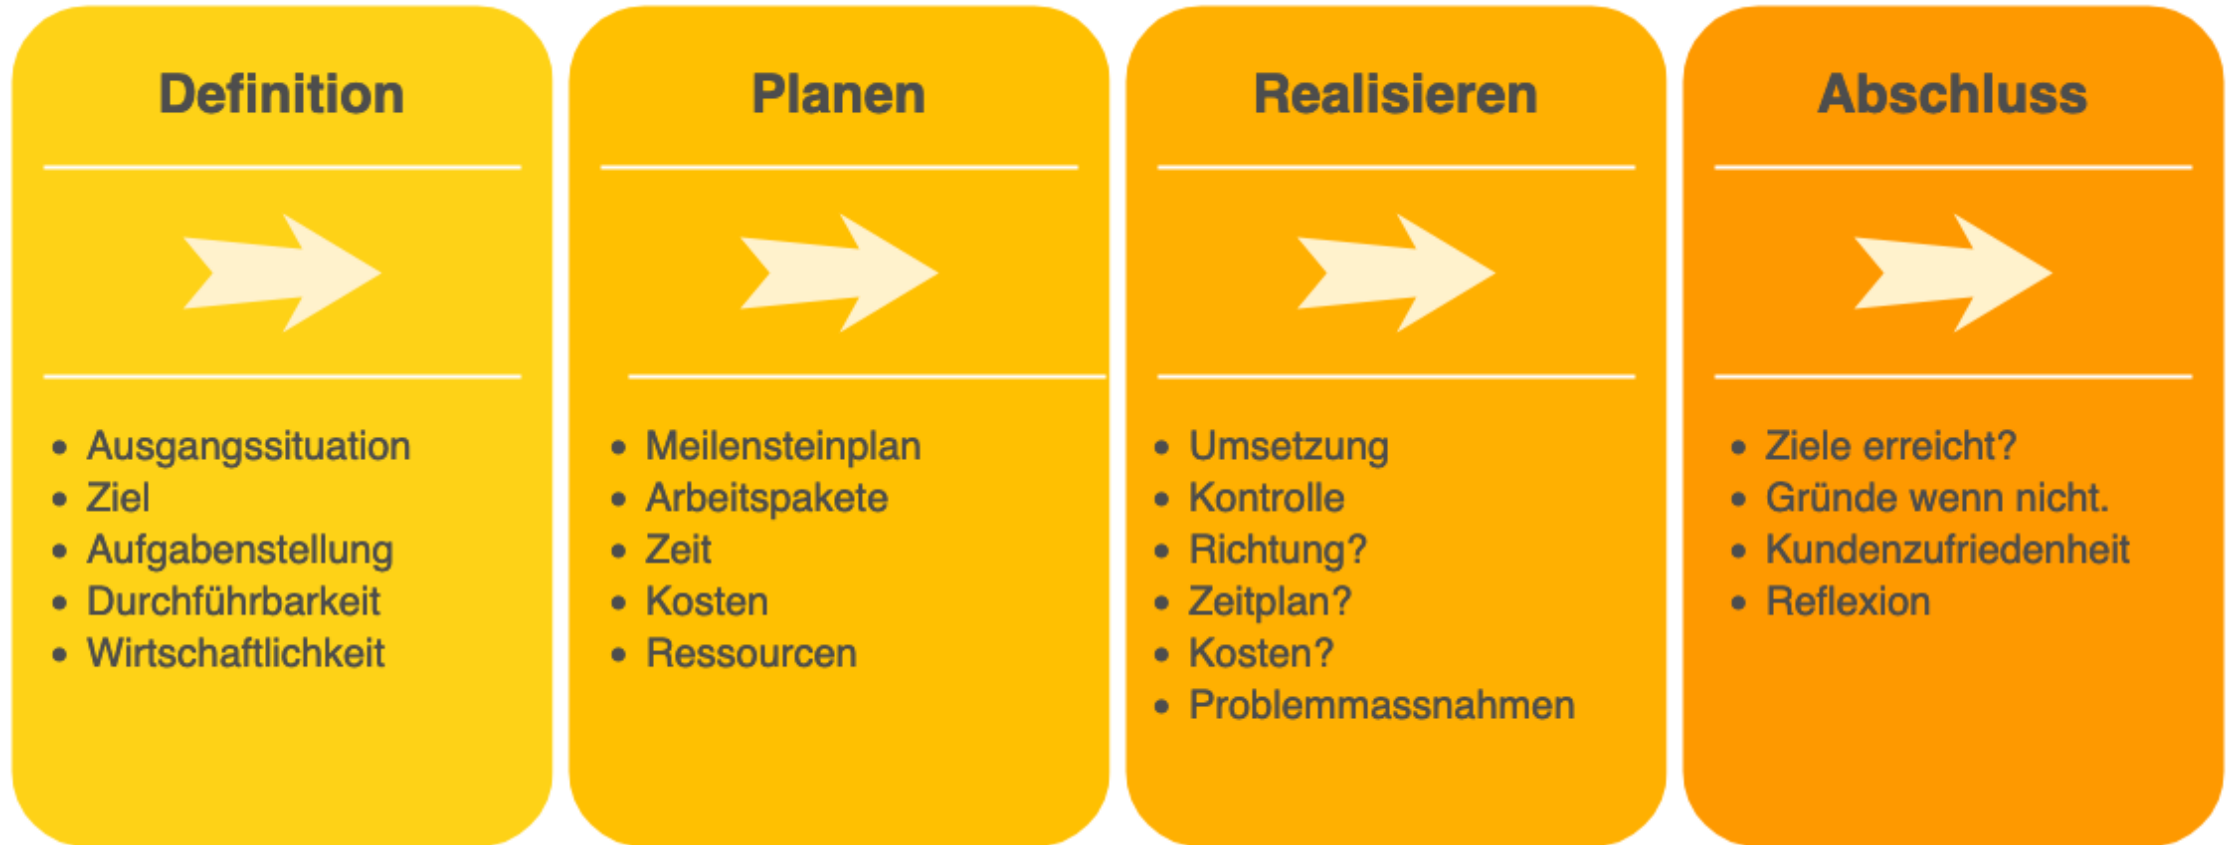 Definition
• Ausgangssituation
• Ziel
• Aufgabenstellung
• Durchführbarkeit
• Wirtschaftlichkeit
Planen
• Meilensteinplan
• Arbeitspakete
• Zeit
• Kosten
• Ressourcen
Realisieren
• Umsetzung
• Kontrolle
• Richtung?
• Zeitplan?
• Kosten?
• Problemmassnahmen
Abschluss
• Ziele erreicht?
• Gründe wenn nicht.
• Kundenzufriedenheit
• Reflexion